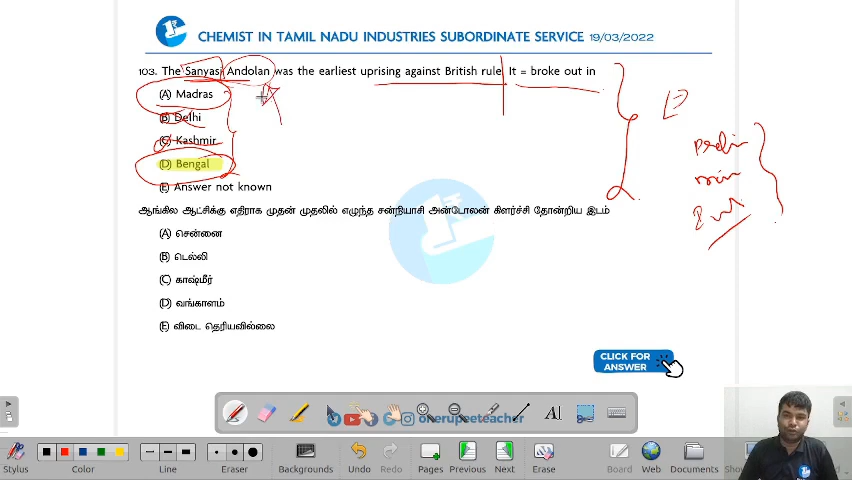 CHEMIST IN TAMIL NADU INDUSTRIES SUBORDINATE SERVICE 19/03/2022
103. The Sanyasi Andolan was the earliest uprising against British rule. It = broke out in
(A) Madras
(B) Delhi
(C) Kashmir
(D) Bengal
(E) Answer not known
ஆங்கில ஆட்சிக்கு எதிராக முதன் முதலில் எழுந்த சன்நியாசி அன்டோலன் கிளர்ச்சி தோன்றிய இடம்
(A) சென்னை
(B) டெல்லி
(C) காஷ்மீர்
(D) வங்காளம்
(E) விடை தெரியவில்லை
CLICK FOR
ANSWER
onerupeeteacher
Stylus Color Line Eraser Backgrounds Undo Redo Pages Previous Next Erase Board Web Documents